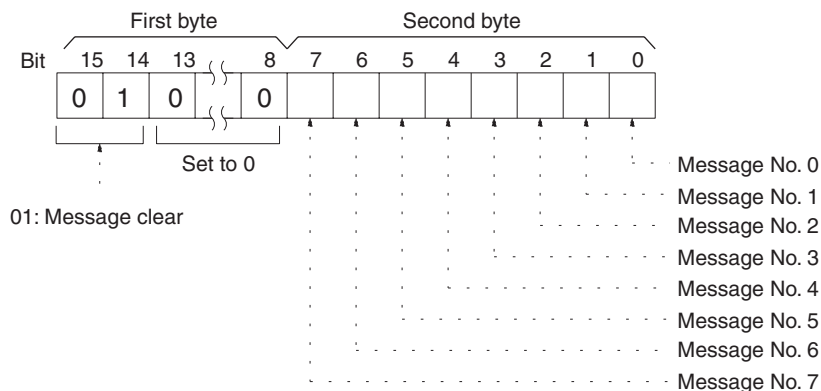 First byte Second byte
Bit 15 14 13 8 7 6 5 4 3 2 1 0
0 1 0 0
Set to 0
01: Message clear
Message No. 0
Message No. 1
Message No. 2
Message No. 3
Message No. 4
Message No. 5
Message No. 6
Message No. 7